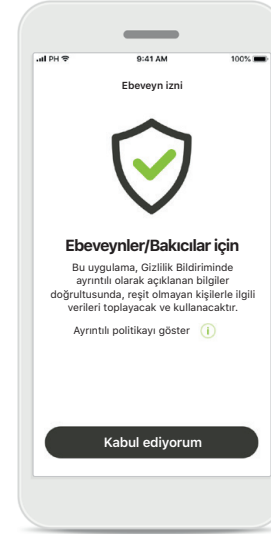 PH 9:41 AM 100%
Ebeveyn izni
Ebeveynler/Bakıcılar için
Bu uygulama, Gizlilik Bildiriminde
ayrıntılı olarak açıklanan bilgiler
doğrultusunda, reşit olmayan kişilerle ilgili
verileri toplayacak ve kullanacaktır.
Ayrıntılı politikayı göster i
Kabul ediyorum